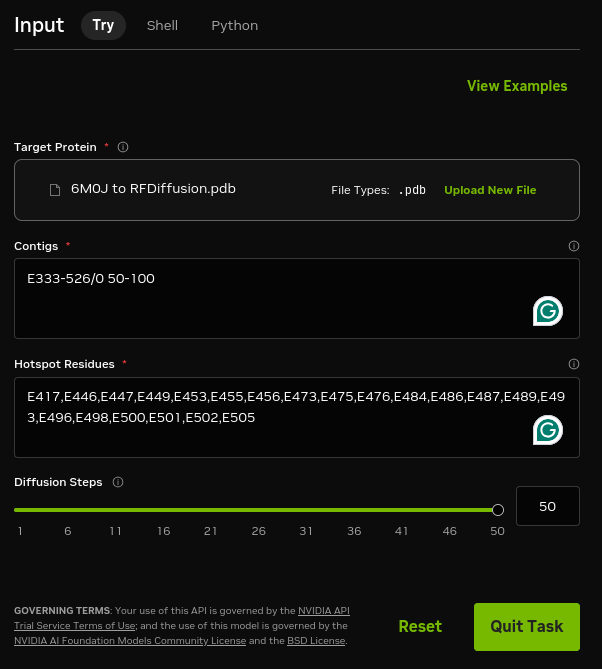 Input Try Shell Python
View Examples
Target Protein *
6M0J to RFDiffusion.pdb File Types: .pdb Upload New File
Contigs *
E333-526/0 50-100
Hotspot Residues *
E417,E446,E447,E449,E453,E455,E456,E473,E475,E476,E484,E486,E487,E489,E49
3,E496,E498,E500,E501,E502,E505
Diffusion Steps
50
1 6 11 16 21 26 31 36 41 46 50
GOVERNING TERMS: Your use of this API is governed by the NVIDIA API
Trial Service Terms of Use; and the use of this model is governed by the
NVIDIA AI Foundation Models Community License and the BSD License.
Reset Quit Task